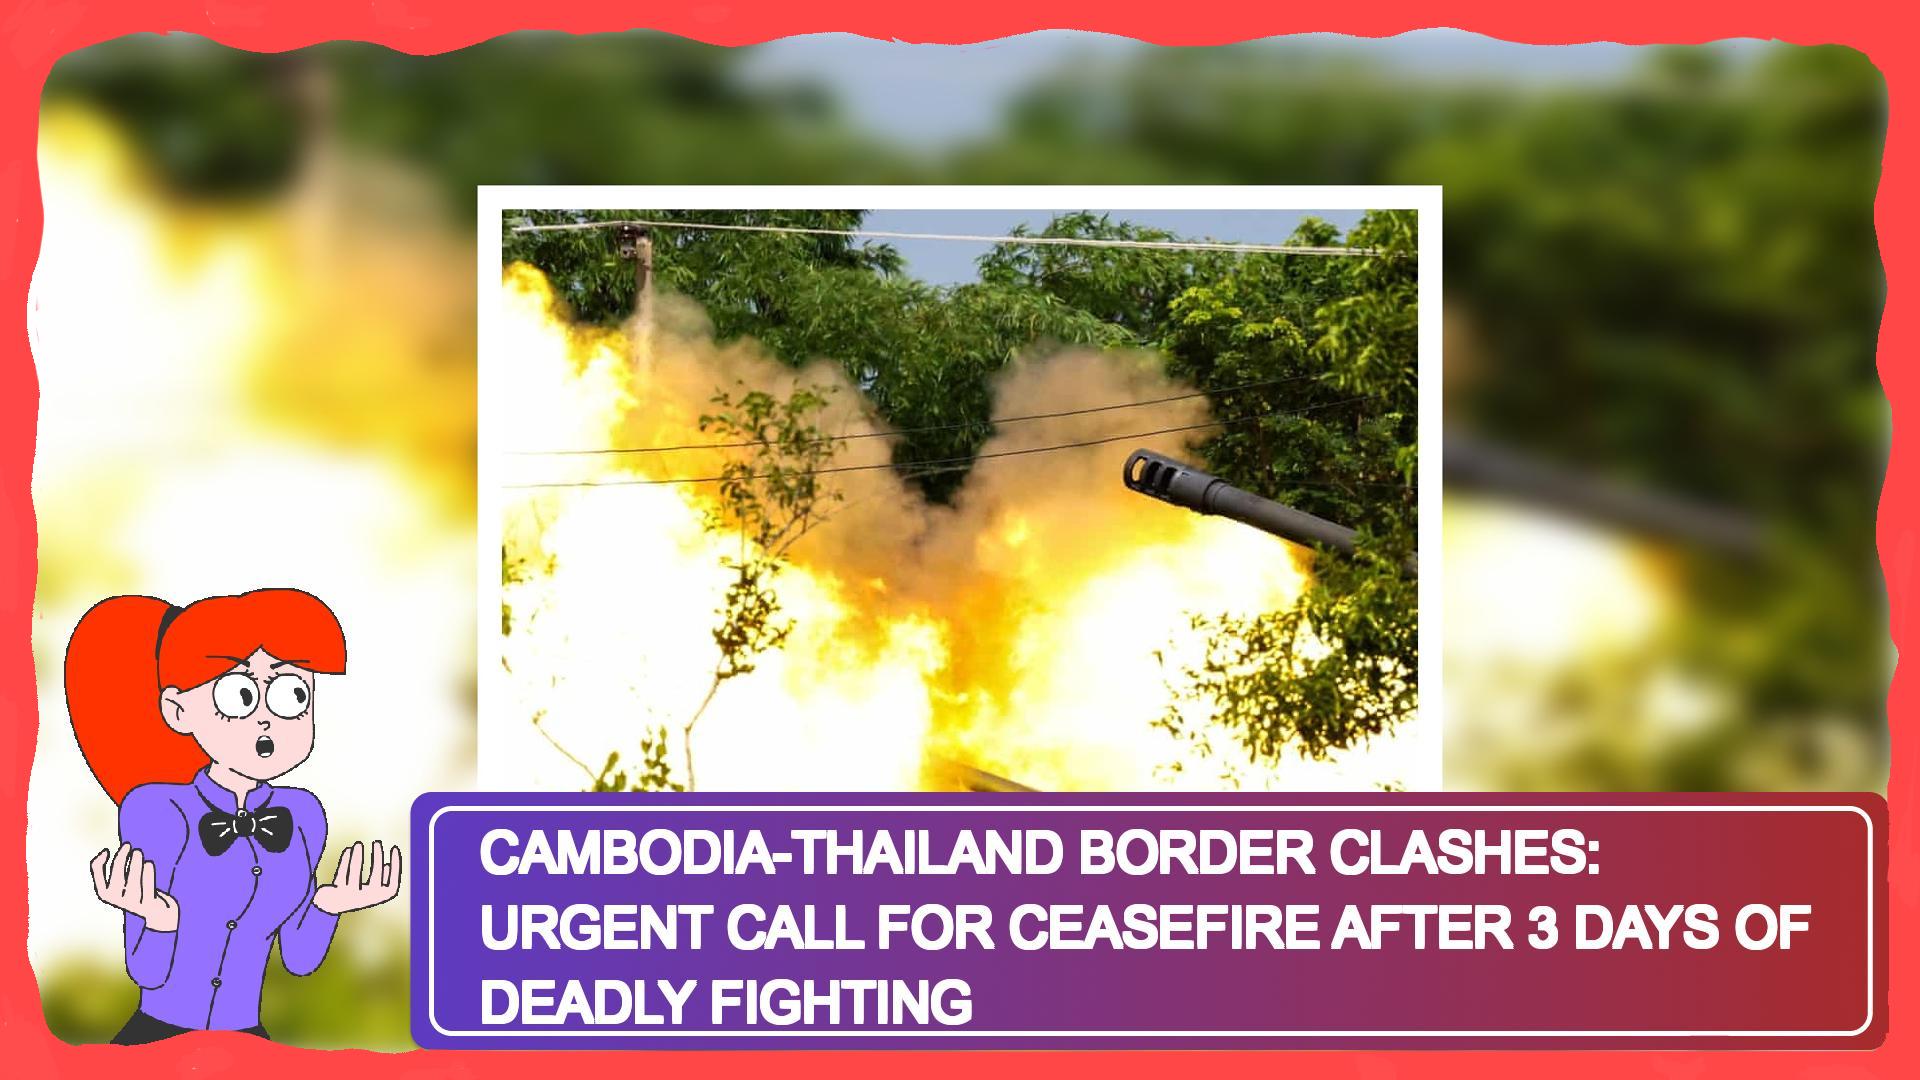 CAMBODIA-THAILAND BORDER CLASHES:
URGENT CALL FOR CEASEFIRE AFTER 3 DAYS OF
DEADLY FIGHTING